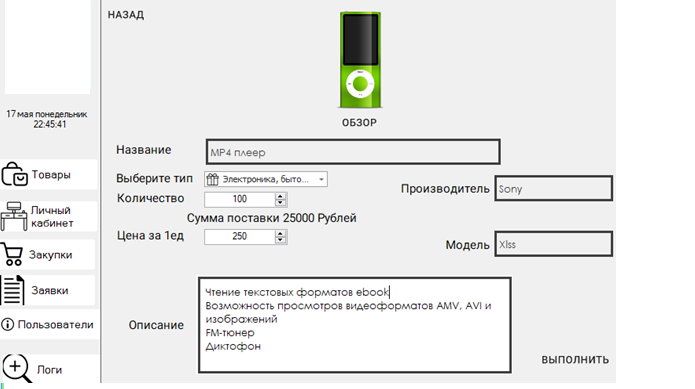 НАЗАД
17 мая понедельник
22:45:41
ОБЗОР
Название
MP4 плеер
Выберите тип
Электроника, быто...
Производитель
Sony
Количество
100
Сумма поставки 25000 Рублей
Цена за 1ед
250
Модель
Xlss
Товары
Личный
кабинет
Закупки
Заявки
Пользователи
Логи
Описание
Чтение текстовых форматов ebook
Возможность просмотров видеоформатов AMV, AVI и
изображений
FM-тюнер
Диктофон
ВЫПОЛНИТЬ